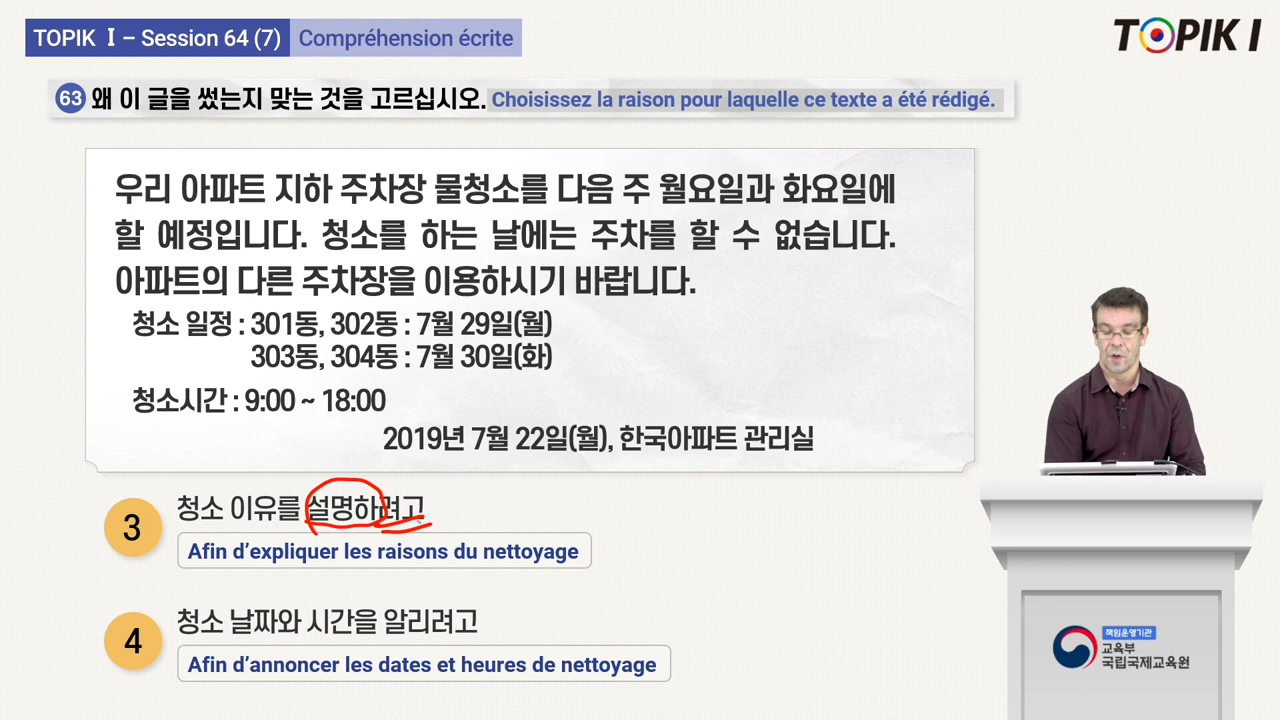 TOPIK Ⅰ – Session 64 (7) Compréhension écrite
TOPIK I
63 왜 이 글을 썼는지 맞는 것을 고르십시오. Choisissez la raison pour laquelle ce texte a été rédigé.
우리 아파트 지하 주차장 물청소를 다음 주 월요일과 화요일에
할 예정입니다. 청소를 하는 날에는 주차를 할 수 없습니다.
아파트의 다른 주차장을 이용하시기 바랍니다.
청소 일정 : 301동, 302동 : 7월 29일(월)
303동, 304동 : 7월 30일(화)
청소시간 : 9:00 ~ 18:00
2019년 7월 22일(월), 한국아파트 관리실
3 청소 이유를 설명하려고
Afin d’expliquer les raisons du nettoyage
4 청소 날짜와 시간을 알리려고
Afin d’annoncer les dates et heures de nettoyage
책임운영기관
교육부
국립국제교육원